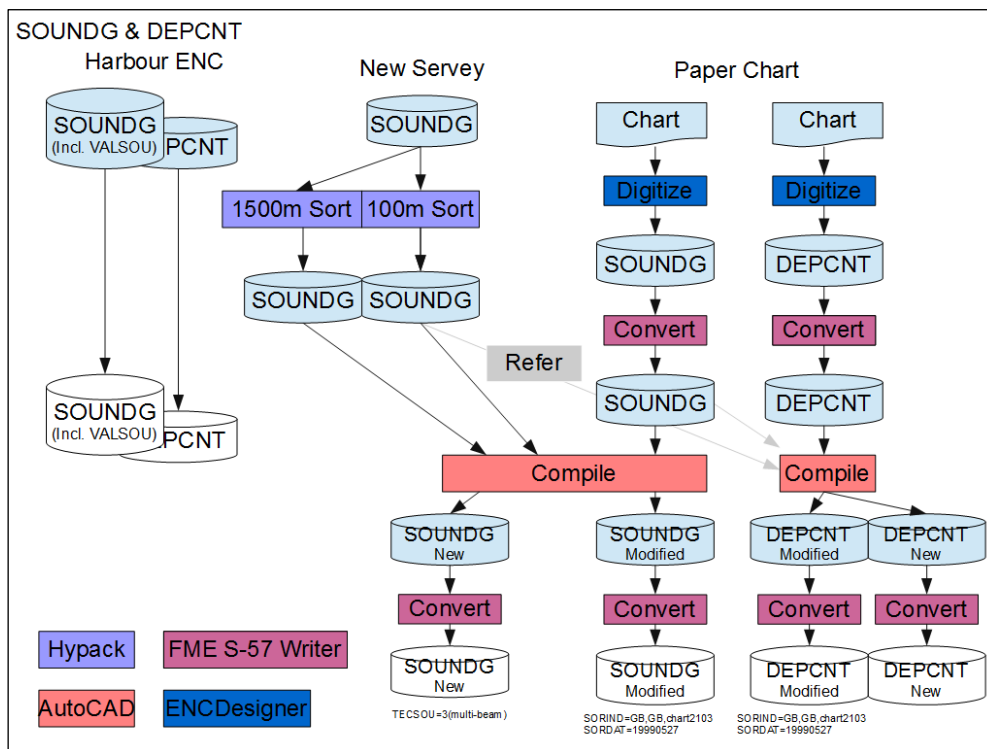 SOUNDG & DEPCNT
Harbour ENC
New Servey
Paper Chart
SOUNDG
(Incl. VALSOU)
PCNT
SOUNDG
Chart
Chart
1500m Sort
100m Sort
Digitize
Digitize
SOUNDG
SOUNDG
SOUNDG
DEPCNT
Convert
Convert
Refer
SOUNDG
DEPCNT
SOUNDG
(Incl. VALSOU)
DEPCNT
Compile
Compile
SOUNDG
New
SOUNDG
Modified
DEPCNT
Modified
DEPCNT
New
Convert
Convert
Convert
Convert
SOUNDG
New
SOUNDG
Modified
DEPCNT
Modified
DEPCNT
New
Hypack
FME S-57 Writer
AutoCAD
ENCDesigner
TECSOU=3(multi-beam)
SORIND=GB,GB,chart2103
SORDAT=19990527
SORIND=GB,GB,chart2103
SORDAT=19990527